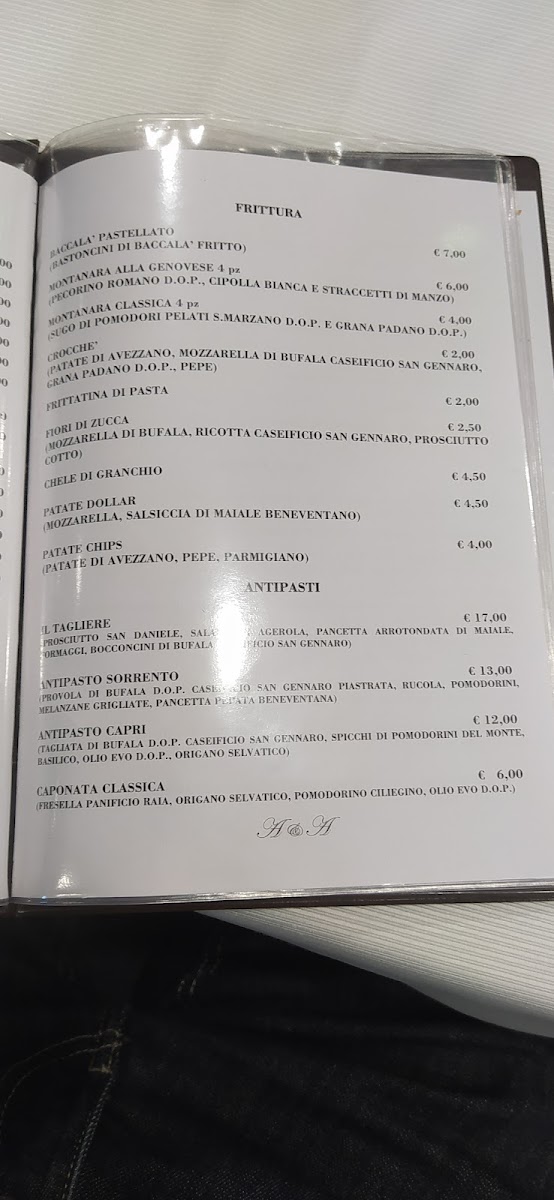 FRITTURA
BACCALA' PASTELLATO
(BASTONCINI DI BACCALA' FRITTO) € 7,00
MONTANARA ALLA GENOVESE 4 pz € 6,00
(PECORINO ROMANO D.O.P., CIPOLLA BIANCA E STRACCETTI DI MANZO)
MONTANARA CLASSICA 4 pz € 4,00
(SUGO DI POMODORI PELATI S.MARZANO D.O.P. E GRANA PADANO D.O.P.)
CROCCHE' € 2,00
(PATATE DI AVEZZANO, MOZZARELLA DI BUFALA CASEIFICIO SAN GENNARO,
GRANA PADANO D.O.P., PEPE)
FRITTATINA DI PASTA € 2,00
FIORI DI ZUCCA € 2,50
(MOZZARELLA DI BUFALA, RICOTTA CASEIFICIO SAN GENNARO, PROSCIUTTO
COTTO)
CHELE DI GRANCHIO € 4,50
PATATE DOLLAR € 4,50
(MOZZARELLA, SALSICCIA DI MAIALE BENEVENTANO)
PATATE CHIPS € 4,00
(PATATE DI AVEZZANO, PEPE, PARMIGIANO)
ANTIPASTI
IL TAGLIERE € 17,00
(PROSCIUTTO SAN DANIELE, AGEROLA, PANCETTA ARROTONDATA DI MAIALE,
FORMAGGI, BOCCONCINI DI BUFALA CASEIFICIO SAN GENNARO)
ANTIPASTO SORRENTO € 13,00
(PROVOLA DI BUFALA D.O.P. CASEIFICIO SAN GENNARO PIASTRATA, RUCOLA, POMODORINI,
MELANZANE GRIGLIATE, PANCETTA PEPATA BENEVENTANA)
ANTIPASTO CAPRI € 12,00
(TAGLIATA DI BUFALA D.O.P. CASEIFICIO SAN GENNARO, SPICCHI DI POMODORINI DEL MONTE,
BASILICO, OLIO EVO D.O.P., ORIGANO SELVATICO)
CAPONATA CLASSICA € 6,00
(FRESELLA PANIFICIO RAIA, ORIGANO SELVATICO, POMODORINO CILIEGINO, OLIO EVO D.O.P.)
A & A